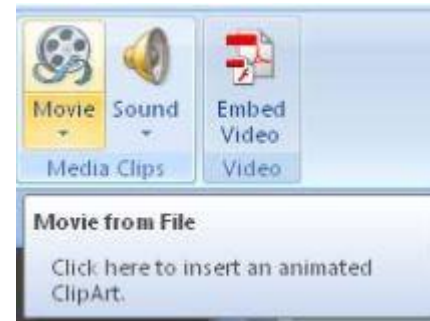 Movie Sound Embed Video
Media Clips Video
Movie from File
Click here to insert an animated
ClipArt.